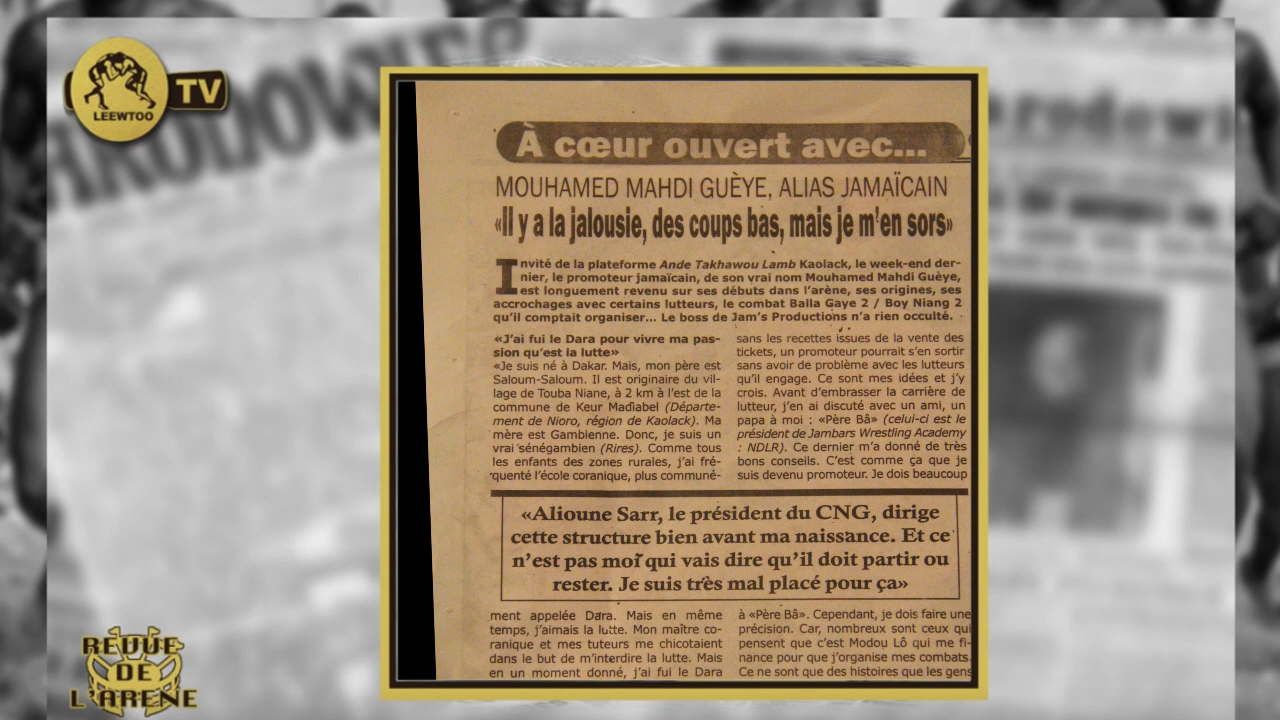 LEEWTOO
TV
À cœur ouvert avec...
MOUHAMED MAHDI GUÈYE, ALIAS JAMAÏCAIN
«Il y a la jalousie, des coups bas, mais je m'en sors»
Invité de la plateforme Ande Takhawou Lamb Kaolack, le week-end der-
nier, le promoteur jamaïcain, de son vrai nom Mouhamed Mahdi Guèye,
est longuement revenu sur ses débuts dans l'arène, ses origines, ses
accrochages avec certains lutteurs, le combat Balla Gaye 2 / Boy Niang 2
qu'il comptait organiser... Le boss de Jam's Productions n'a rien occulté.
«J'ai fui le Dara pour vivre ma pas-
sion qu'est la lutte»
«Je suis né à Dakar. Mais, mon père est
Saloum-Saloum. Il est originaire du vil-
lage de Touba Niane, à 2 km à l'est de la
commune de Keur Madiabel (Départe-
ment de Nioro, région de Kaolack). Ma
mère est Gambienne. Donc, je suis un
vrai sénégambien (Rires). Comme tous
les enfants des zones rurales, j'ai fré-
quenté l'école coranique, plus communé-
sans les recettes issues de la vente des
tickets, un promoteur pourrait s'en sortir
sans avoir de problème avec les lutteurs
qu'il engage. Ce sont mes idées et j'y
crois. Avant d'embrasser la carrière de
lutteur, j'en ai discuté avec un ami, un
papa à moi : «Père Bâ» (celui-ci est le
président de Jambars Wrestling Academy
: NDLR). Ce dernier m'a donné de très
bons conseils. C'est comme ça que je
suis devenu promoteur. Je dois beaucoup
«Alioune Sarr, le président du CNG, dirige
cette structure bien avant ma naissance. Et ce
n'est pas moi qui vais dire qu'il doit partir ou
rester. Je suis très mal placé pour ça»
ment appelée Dara. Mais en même
temps, j'aimais la lutte. Mon maître co-
ranique et mes tuteurs me chicotaient
dans le but de m'interdire la lutte. Mais
en un moment donné, j'ai fui le Dara
à «Père Bâ». Cependant, je dois faire une
précision. Car, nombreux sont ceux qui
pensent que c'est Modou Lô qui me fi-
nance pour que j'organise mes combats.
Ce ne sont que des histoires que les gens
REVUE
DE
L'ARENE